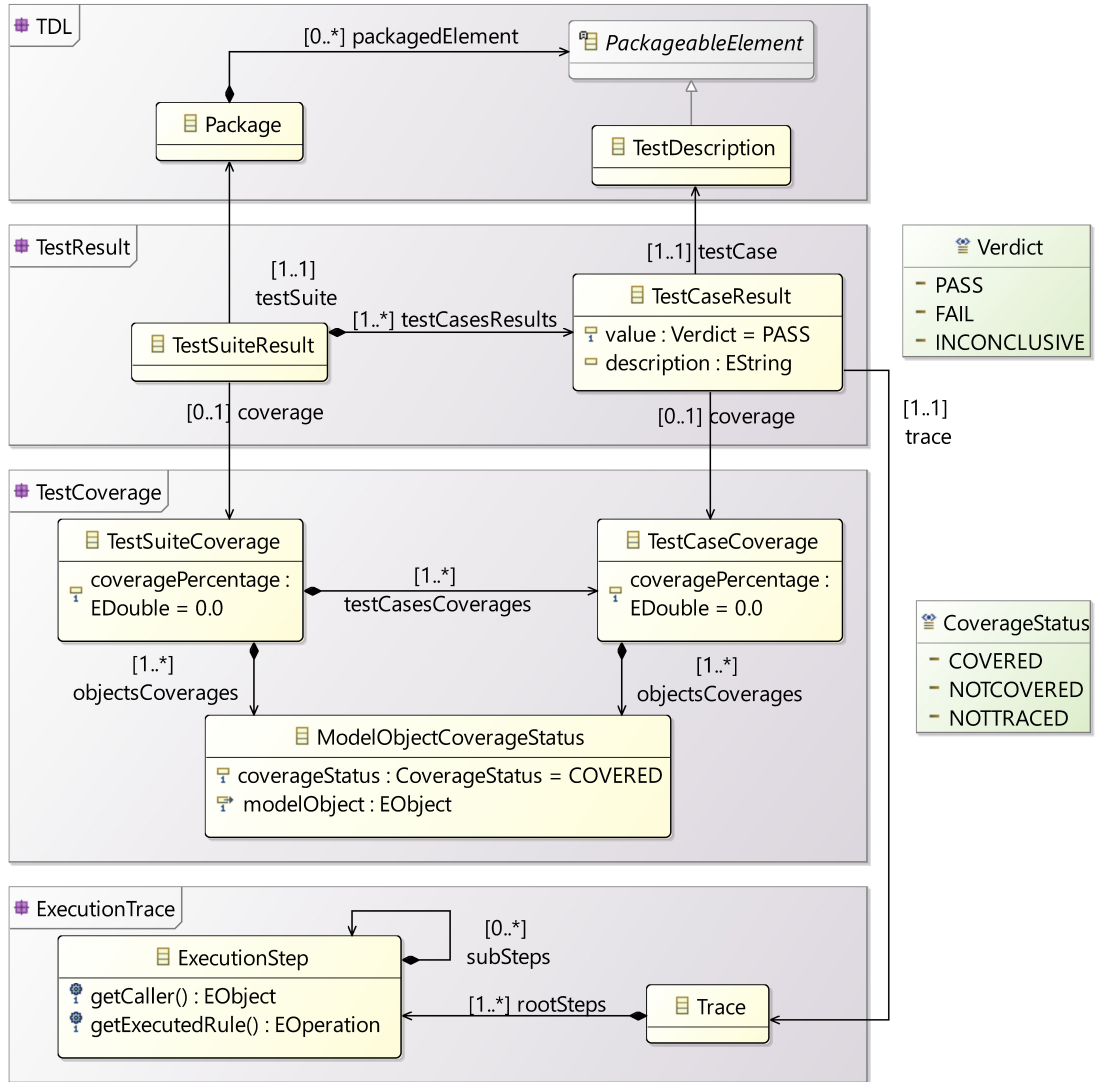 TDL
[0..*] packagedElement
PackageableElement
Package
TestDescription
TestResult
[1..1]
testSuite
[1..1] testCase
Verdict
PASS
FAIL
INCONCLUSIVE
TestSuiteResult
[1..*] testCasesResults
TestCaseResult
value : Verdict = PASS
description : EString
[0..1] coverage
[0..1] coverage
[1..1]
trace
TestCoverage
TestSuiteCoverage
coveragePercentage :
EDouble = 0.0
[1..*]
testCasesCoverages
TestCaseCoverage
coveragePercentage :
EDouble = 0.0
CoverageStatus
COVERED
NOTCOVERED
NOTTRACED
[1..*]
objectsCoverages
[1..*]
objectsCoverages
ModelObjectCoverageStatus
coverageStatus : CoverageStatus = COVERED
modelObject : EObject
ExecutionTrace
ExecutionStep
getCaller() : EObject
getExecutedRule() : EOperation
[0..*]
subSteps
[1..*] rootSteps
Trace